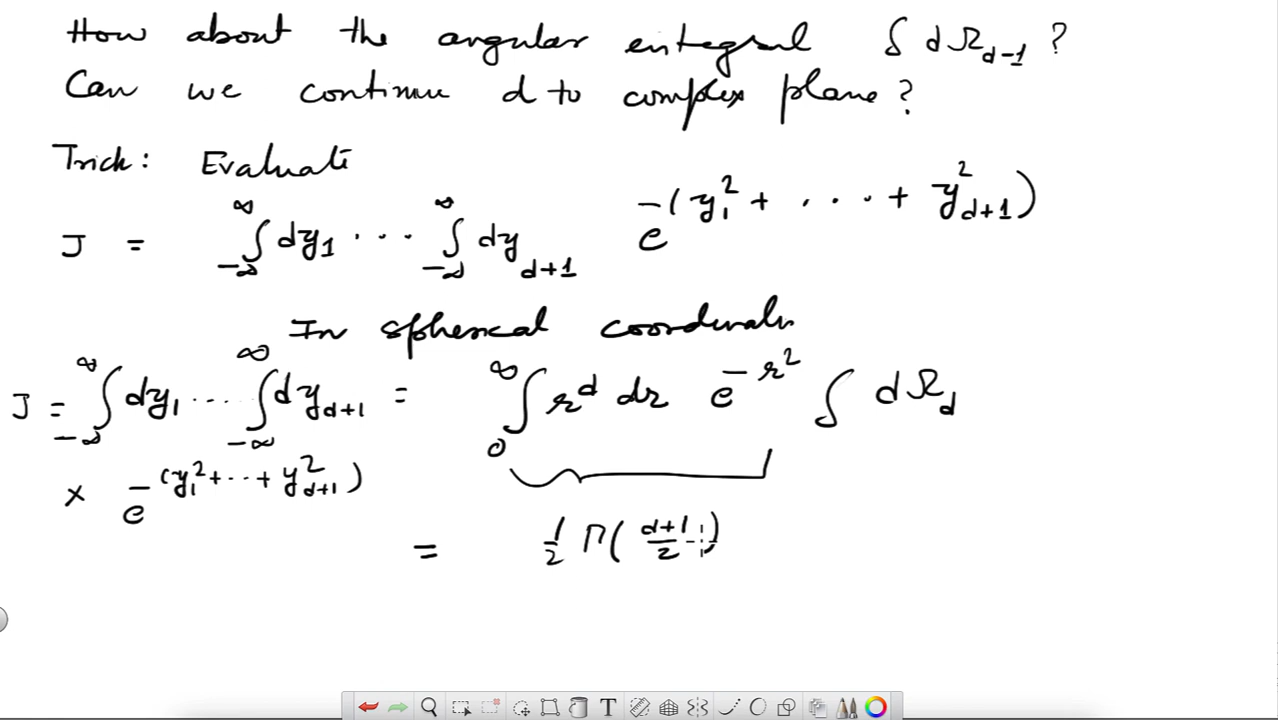 How about the angular integral ∫ dΩ_{d-1} ?
Can we continue d to complex plane?
Trick: Evaluate
J = ∫_{-∞}^{∞} dy_1 ... ∫_{-∞}^{∞} dy_{d+1} e^{-(y_1^2 + .... + y_{d+1}^2)}
In spherical coordinates
J = ∫_{-∞}^{∞} dy_1 .... ∫_{-∞}^{∞} dy_{d+1} = ∫_0^∞ r^d dr e^{-r^2} ∫ dΩ_d
× e^{-(y_1^2+..+ y_{d+1}^2)}
= 1/2 Γ( (d+1)/2 )